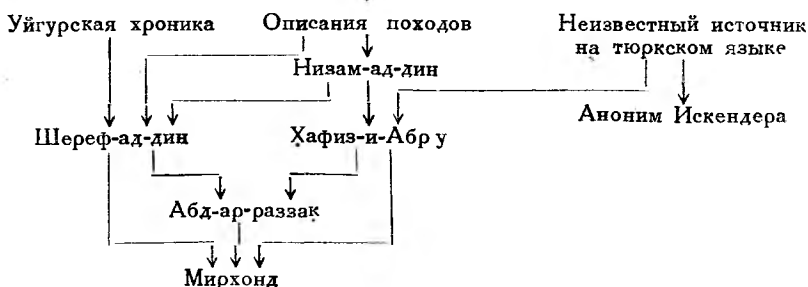 Уйгурская хроника Описания походов Неизвестный источник
на тюркском языке
Низам-ад-дин
Аноним Искендера
Шереф-ад-дин Хафиз-и-Абру
Абд-ар-раззак
Мирхонд